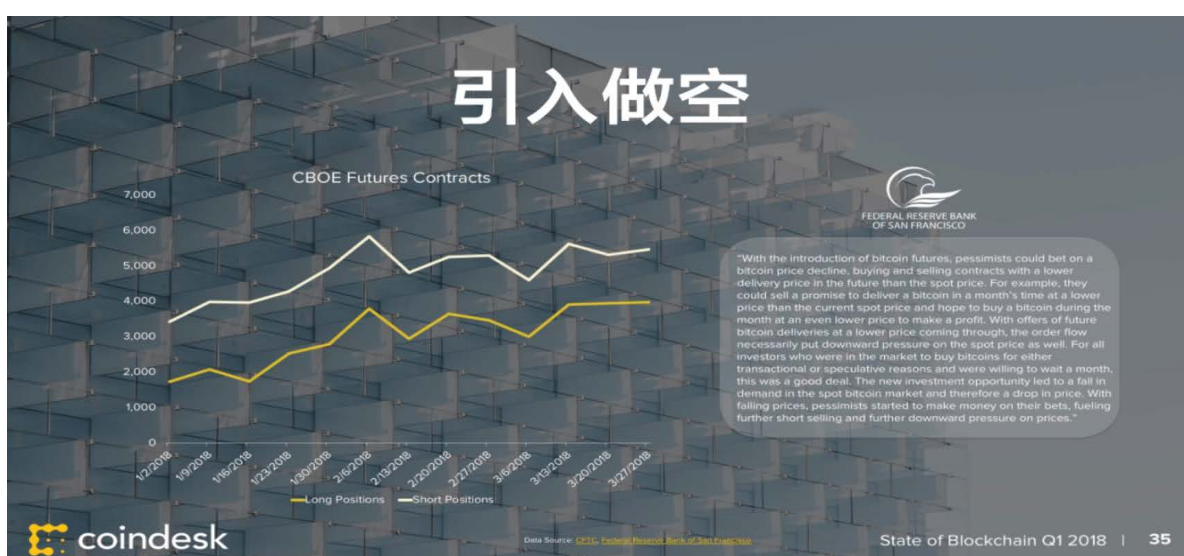 引入做空
CBOE Futures Contracts
7,000
6,000
5,000
4,000
3,000
2,000
1,000
0
1/2/2018
1/9/2018
1/16/2018
1/23/2018
1/30/2018
2/6/2018
2/13/2018
2/20/2018
2/27/2018
3/6/2018
3/13/2018
3/20/2018
3/27/2018
Long Positions
Short Positions
FEDERAL RESERVE BANK
OF SAN FRANCISCO
"With the introduction of bitcoin futures, pessimists could bet on a
bitcoin price decline, buying and selling contracts with a lower
delivery price in the future than the spot price. For example, they
could sell a promise to deliver a bitcoin in a month's time at a lower
price than the current spot price and hope to buy a bitcoin during the
month at an even lower price to make a profit. With offers of future
bitcoin deliveries at a lower price coming through, the order flow
necessarily put downward pressure on the spot price as well. For all
investors who were in the market to buy bitcoins for either
transactional or speculative reasons and were willing to wait a month,
this was a good deal. The new investment opportunity led to a fall in
demand in the spot bitcoin market and therefore a drop in price. With
falling prices, pessimists started to make money on their bets, fueling
further short selling and further downward pressure on prices."
coindesk
Data Source: CFTC, Federal Reserve Bank of San Francisco
State of Blockchain Q1 2018 | 35